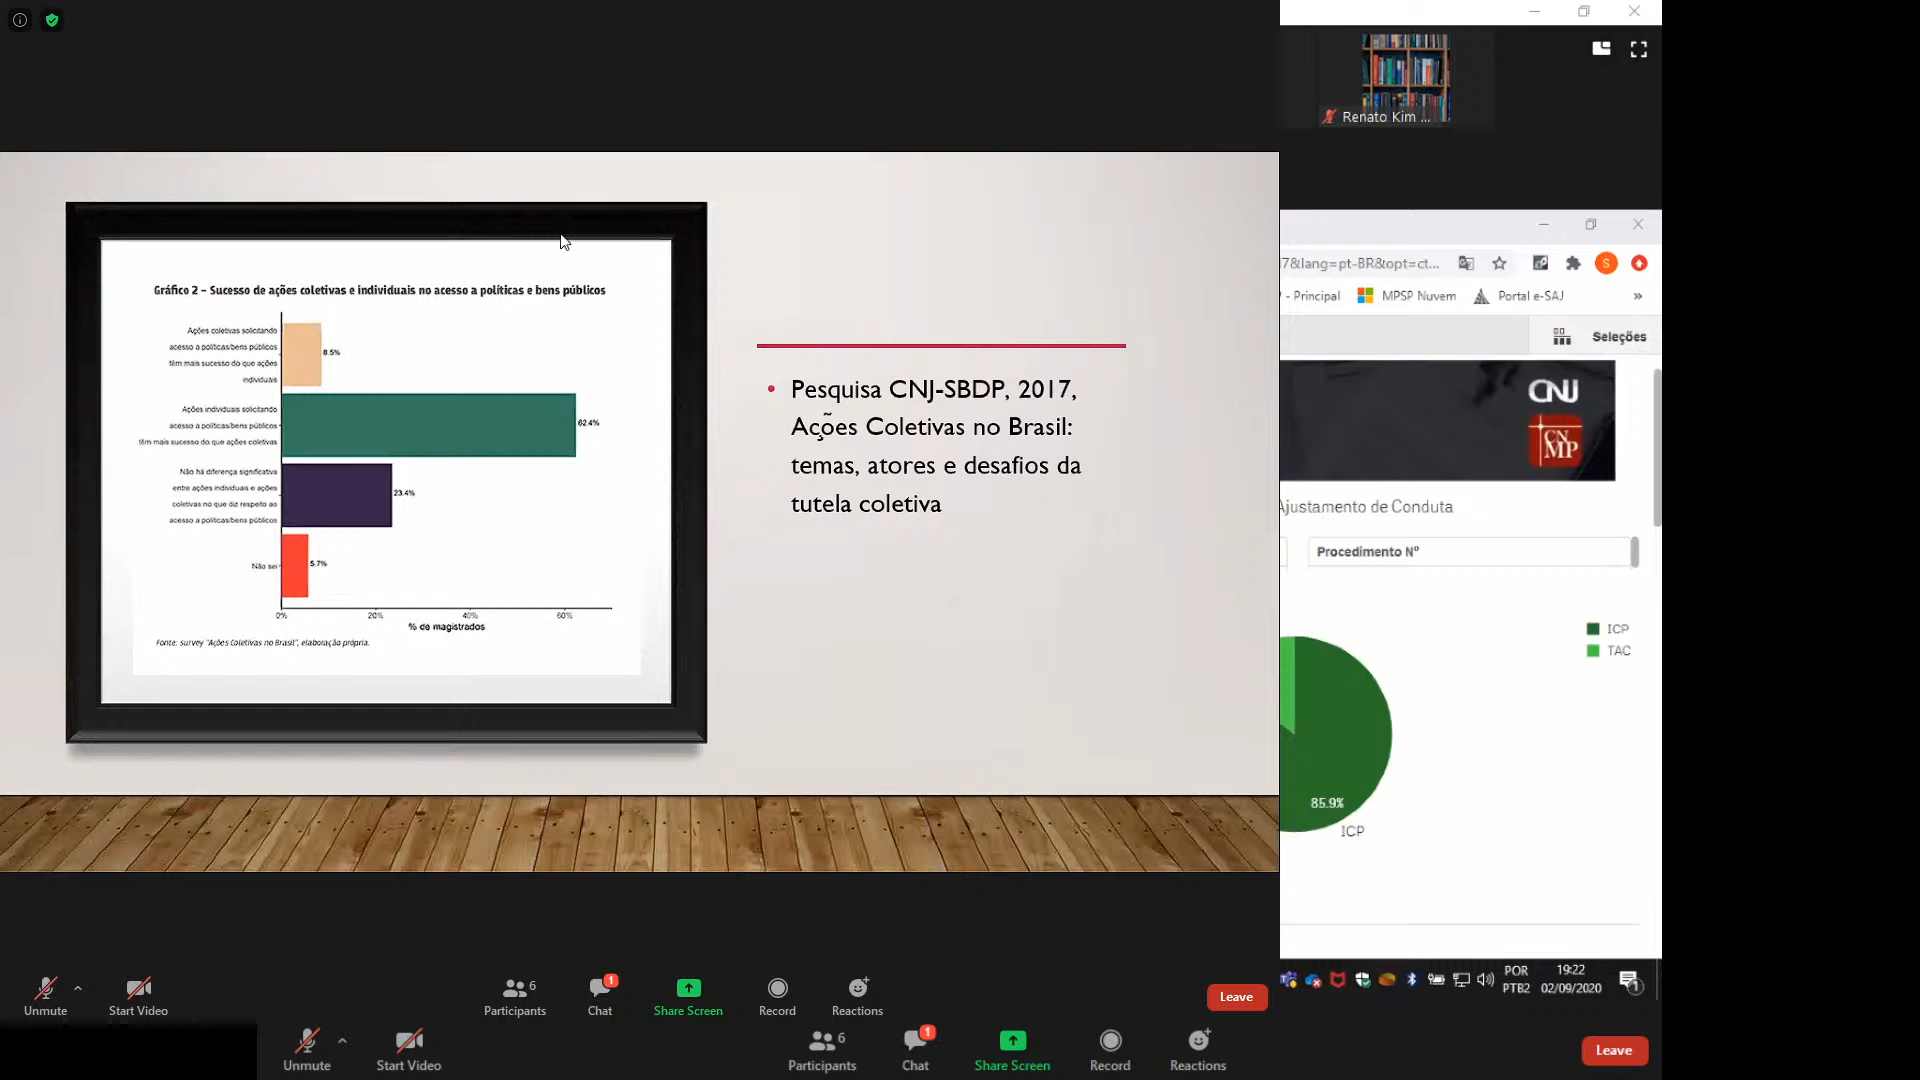 Renato Kim ...
Gráfico 2 – Sucesso de ações coletivas e individuais no acesso a políticas e bens públicos
Ações coletivas solicitando
acesso a políticas/bens públicos
têm mais sucesso do que ações
individuais
8.5%
Ações individuais solicitando
acesso a políticas/bens públicos
têm mais sucesso do que ações coletivas
62.4%
Não há diferença significativa
entre ações individuais e ações
coletivas no que diz respeito ao
acesso a políticas/bens públicos
23.4%
Não sei
5.7%
0% 20% 40% 60%
% de magistrados
Fonte: survey "Ações Coletivas no Brasil", elaboração própria.
• Pesquisa CNJ-SBDP, 2017,
Ações Coletivas no Brasil:
temas, atores e desafios da
tutela coletiva
7&lang=pt-BR&opt=ct...
S
- Principal MPSP Nuvem Portal e-SAJ »
Seleções
CNJ
CN
MP
Ajustamento de Conduta
Procedimento Nº
ICP
TAC
85.9%
ICP
POR 19:22
PTB2 02/09/2020
1
Unmute Start Video Participants 6 Chat 1 Share Screen Record Reactions Leave
Unmute Start Video Participants 6 Chat 1 Share Screen Record Reactions Leave